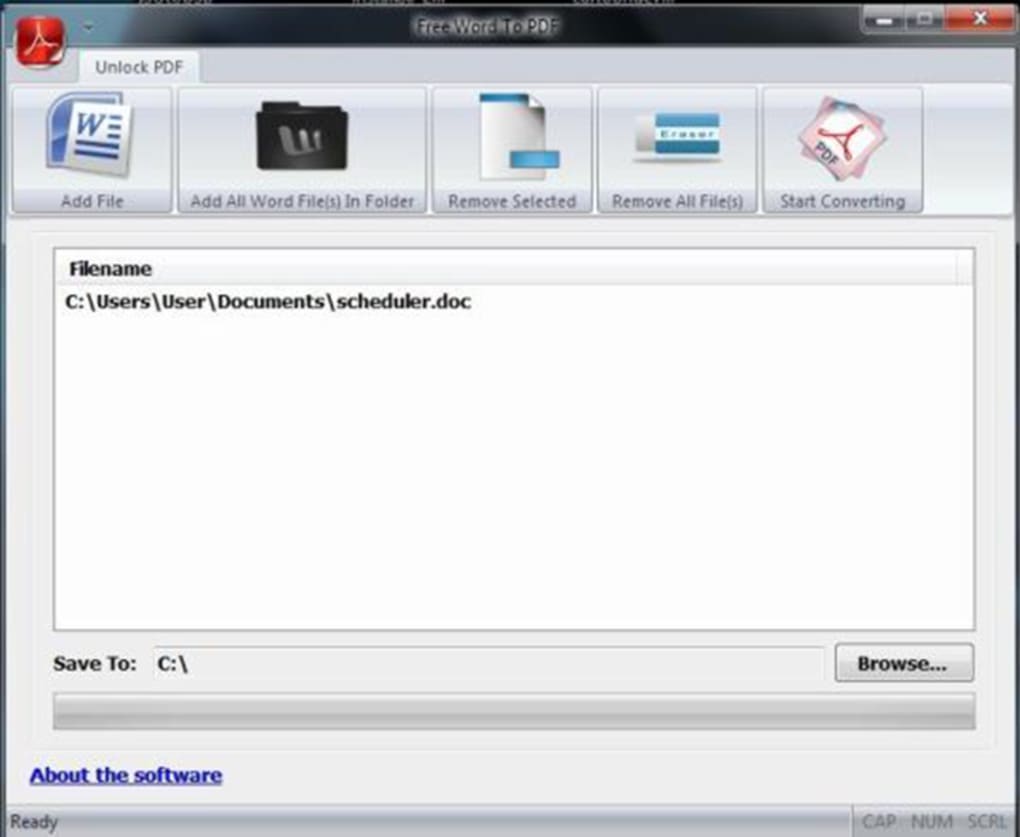 Free Word To PDF
Unlock PDF
W
Eraser
PDF
Add File
Add All Word File(s) In Folder
Remove Selected
Remove All File(s)
Start Converting
Filename
C:\Users\User\Documents\scheduler.doc
Save To: C:\ Browse...
About the software
Ready CAP NUM SCRL